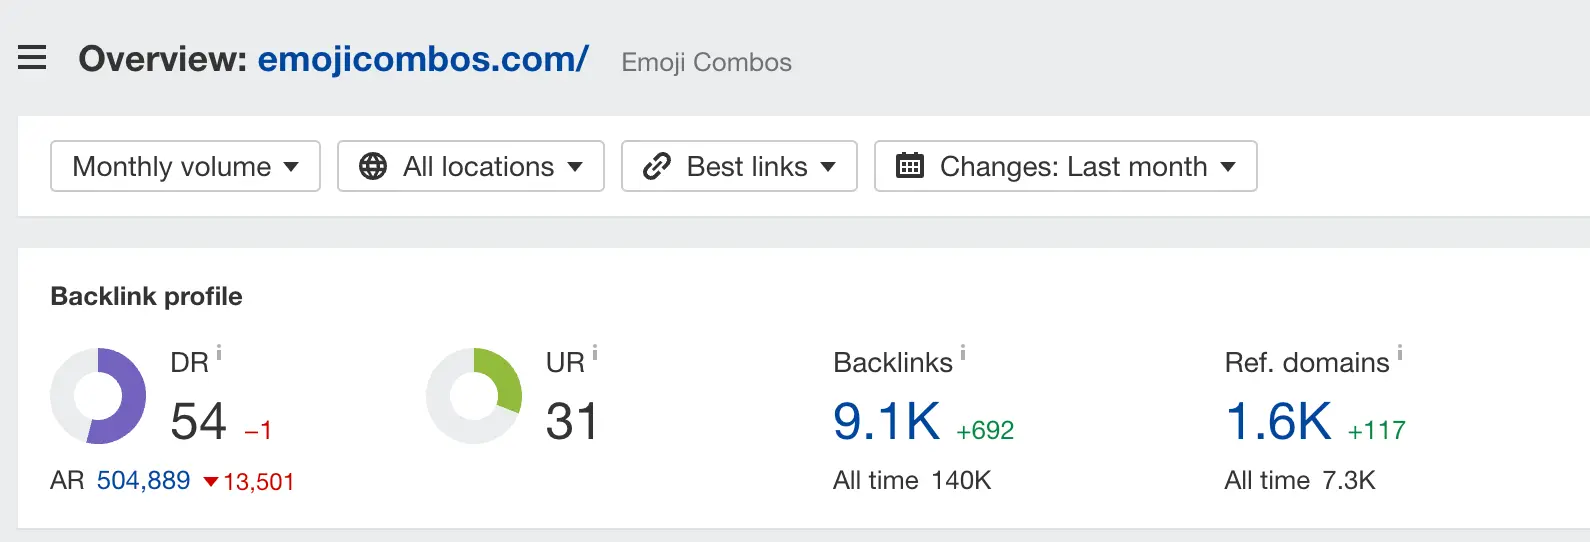 Overview: emojicombos.com/ Emoji Combos
Monthly volume All locations Best links Changes: Last month
Backlink profile
DR i
54 –1
AR 504,889 13,501
UR i
31
Backlinks i
9.1K +692
All time 140K
Ref. domains i
1.6K +117
All time 7.3K